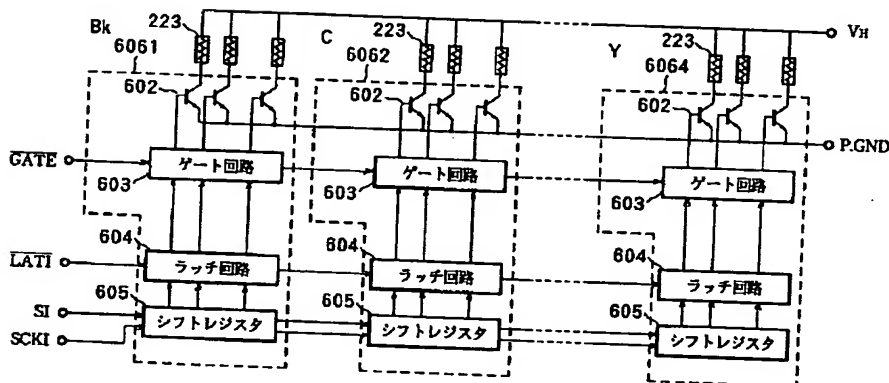 223
Bk
C
223
Y
223
VH
6061
6062
6064
602
602
602
P.GND
GATE
ゲート回路
ゲート回路
ゲート回路
603
603
603
604
604
604
LATI
ラッチ回路
ラッチ回路
ラッチ回路
605
605
605
SI
シフトレジスタ
シフトレジスタ
シフトレジスタ
SCKI